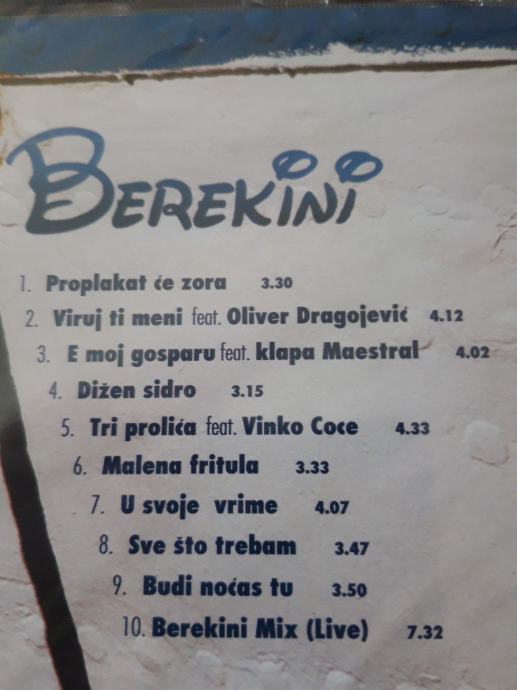 BEREKINI
1. Proplakat će zora 3.30
2. Viruj ti meni feat. Oliver Dragojević 4.12
3. E moj gosparu feat. klapa Maestral 4.02
4. Dižen sidro 3.15
5. Tri prolića feat. Vinko Coce 4.33
6. Malena fritula 3.33
7. U svoje vrime 4.07
8. Sve što trebam 3.47
9. Budi noćas tu 3.50
10. Berekini Mix (Live) 7.32